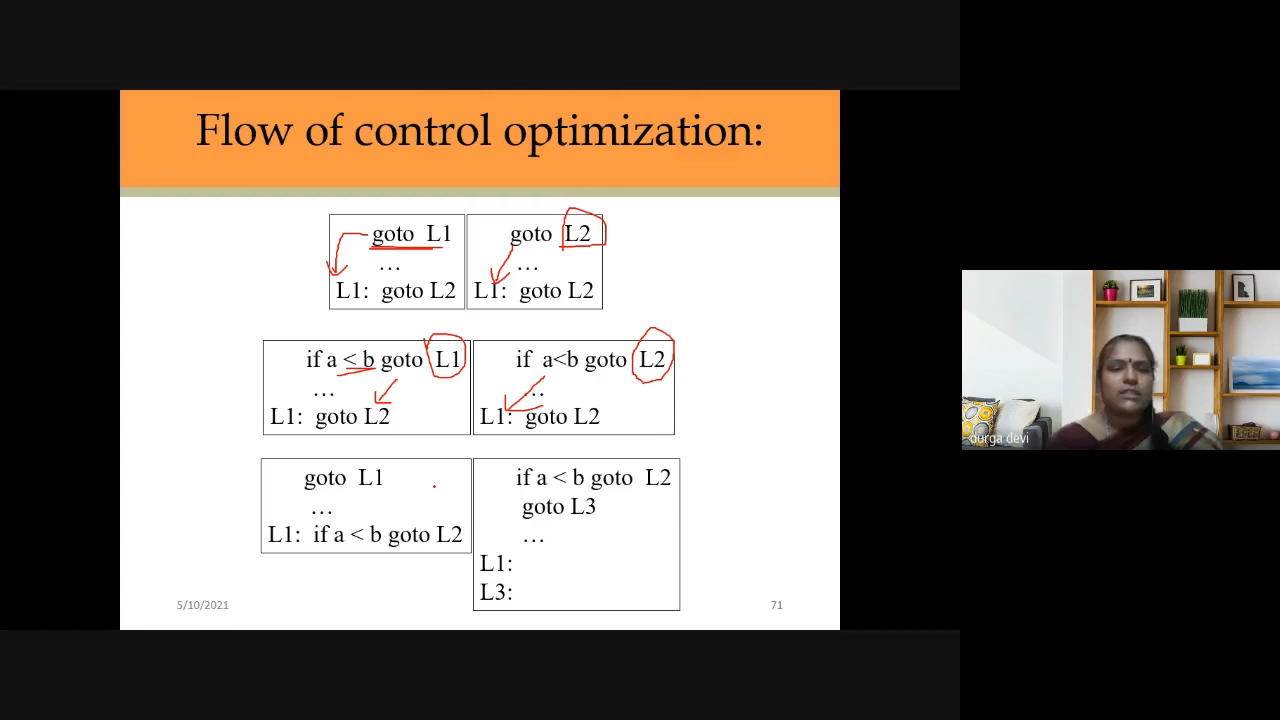 Flow of control optimization:
goto L1
...
L1: goto L2
goto L2
...
L1: goto L2
if a < b goto L1
...
L1: goto L2
if a<b goto L2
...
L1: goto L2
goto L1
...
L1: if a < b goto L2
if a < b goto L2
goto L3
...
L1:
L3:
5/10/2021
71
durga devi